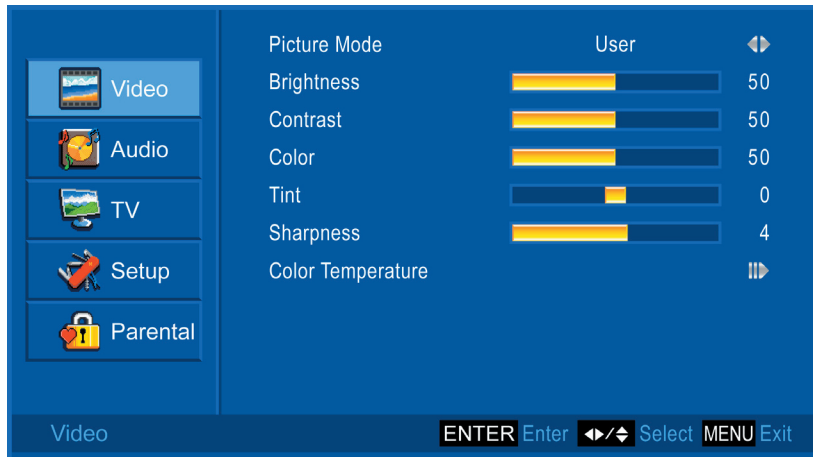 Video
Audio
TV
Setup
Parental
Picture Mode User
Brightness 50
Contrast 50
Color 50
Tint 0
Sharpness 4
Color Temperature
Video ENTER Enter / Select MENU Exit